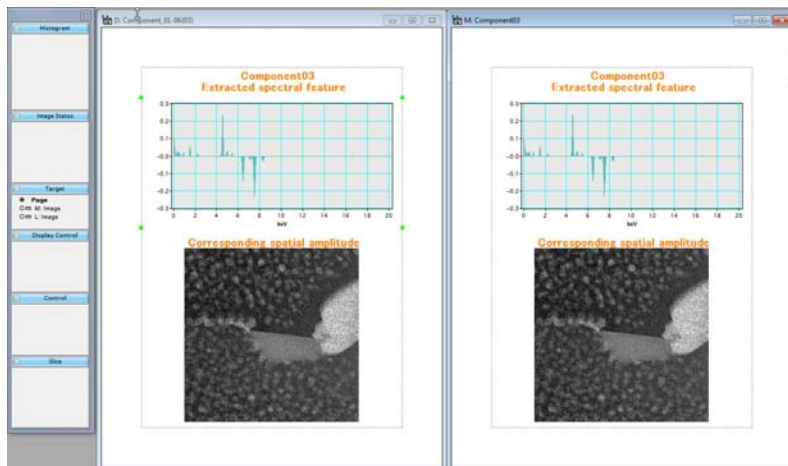 Histogram
Image Status
Target
Page
M: Image
L: Image
Display Control
Control
Slice
D: Component_01-06(03)
Component03
Extracted spectral feature
0.3
0.2
0.1
-0.0
-0.1
-0.2
-0.3
0 2 4 6 8 10 12 14 16 18 20
keV
Corresponding spatial amplitude
M: Component03
Component03
Extracted spectral feature
0.3
0.2
0.1
-0.0
-0.1
-0.2
-0.3
0 2 4 6 8 10 12 14 16 18 20
keV
Corresponding spatial amplitude